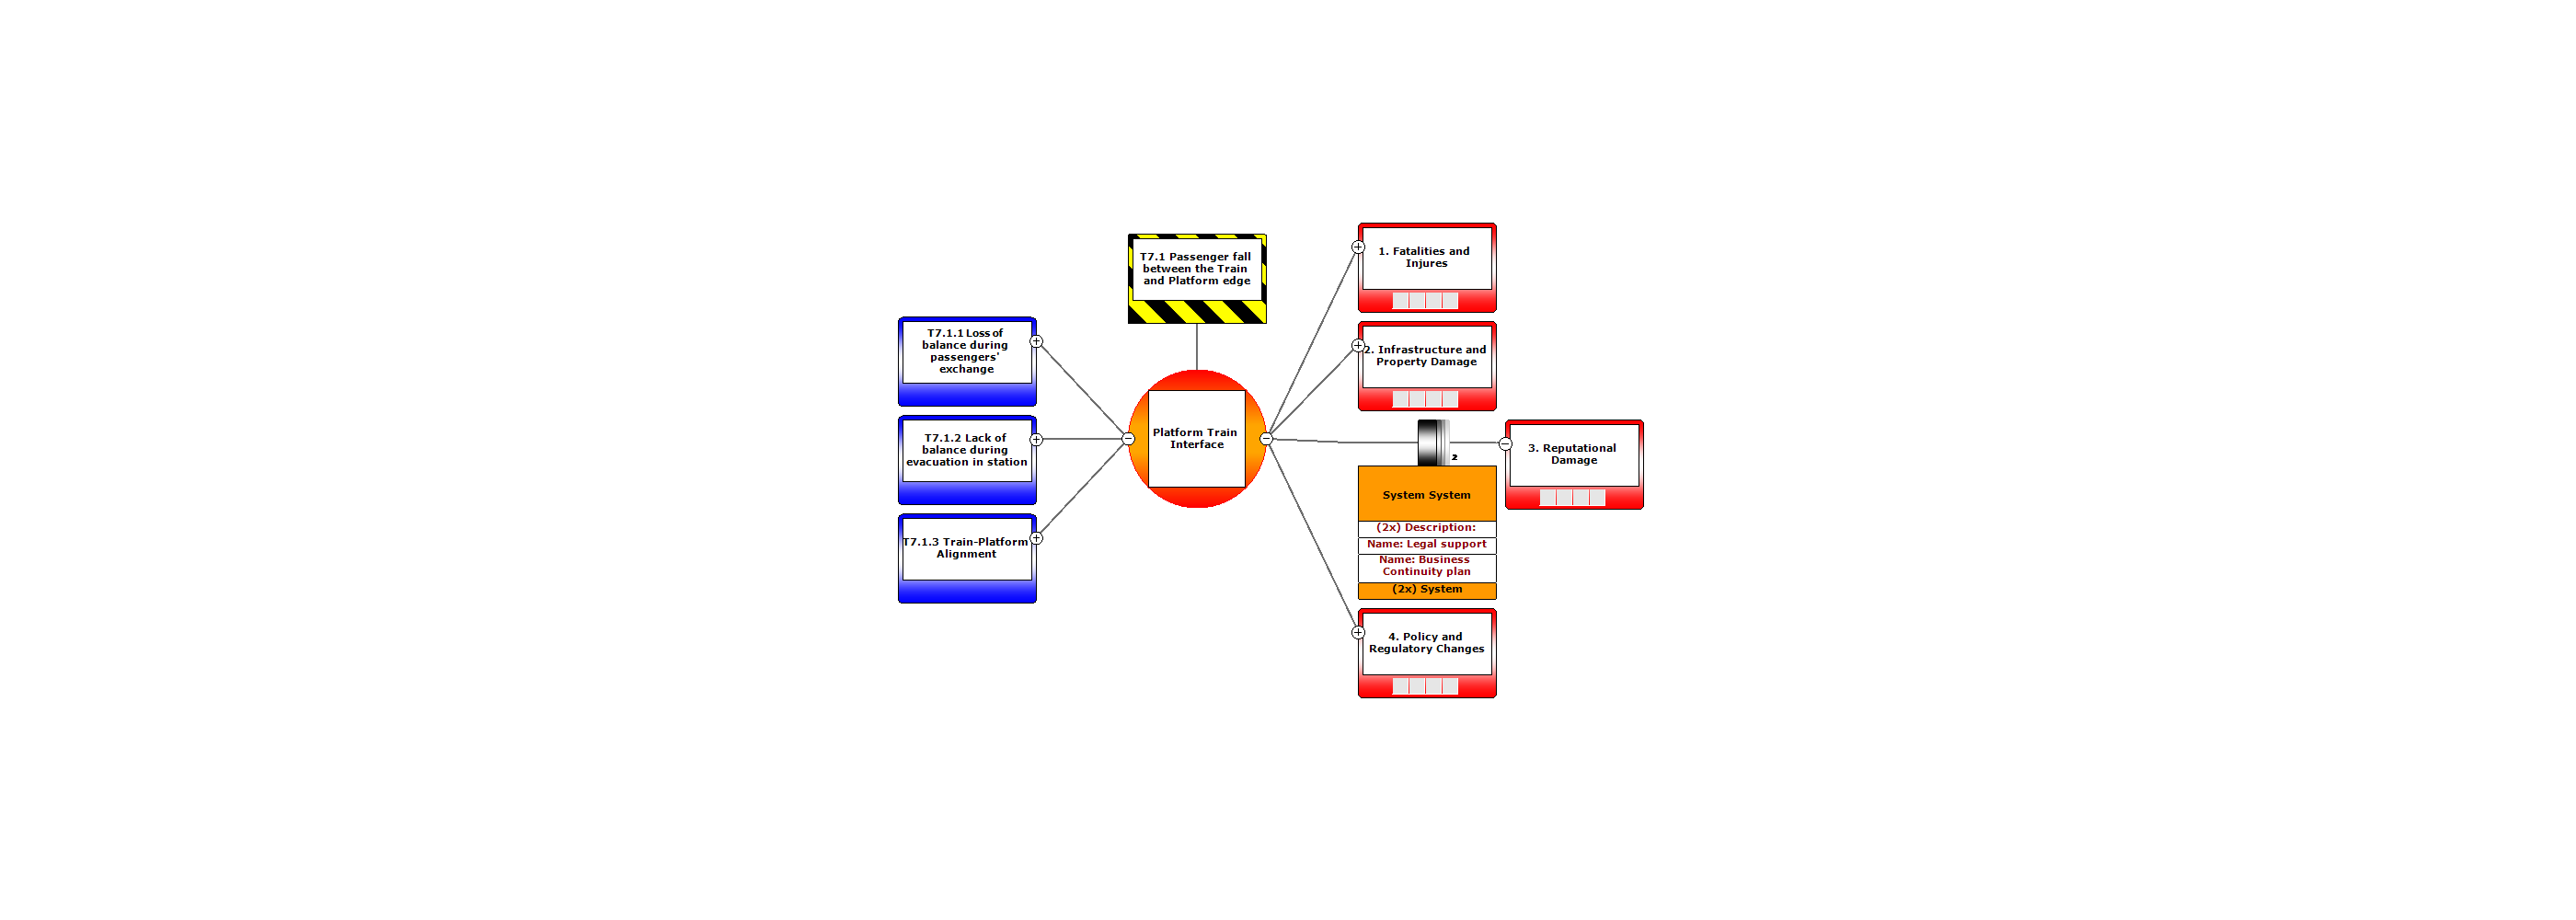 T7.1 Passenger fall
between the Train
and Platform edge
Platform Train
Interface
T7.1.1 Loss of
balance during
passengers'
exchange
T7.1.2 Lack of
balance during
evacuation in station
T7.1.3 Train-Platform
Alignment
1. Fatalities and
Injures
2. Infrastructure and
Property Damage
2
3. Reputational
Damage
System System
(2x) Description:
Name: Legal support
Name: Business
Continuity plan
(2x) System
4. Policy and
Regulatory Changes